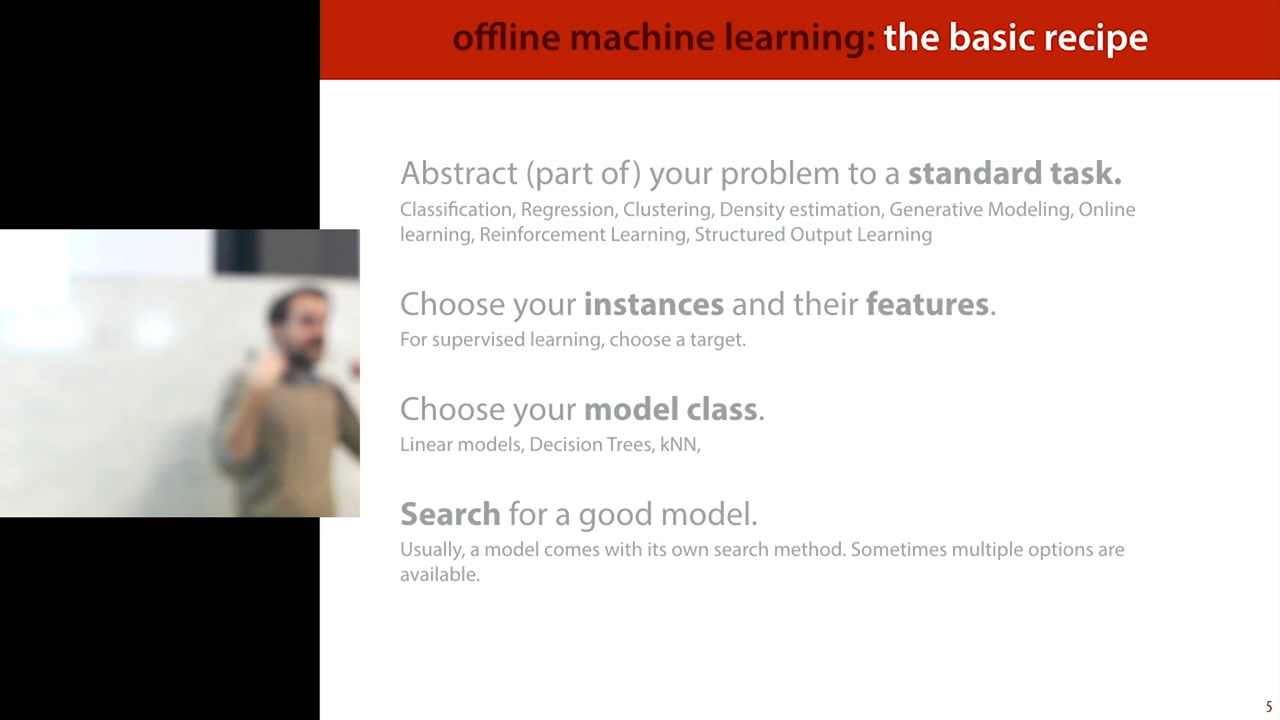 offline machine learning: the basic recipe
Abstract (part of) your problem to a standard task.
Classification, Regression, Clustering, Density estimation, Generative Modeling, Online
learning, Reinforcement Learning, Structured Output Learning
Choose your instances and their features.
For supervised learning, choose a target.
Choose your model class.
Linear models, Decision Trees, kNN,
Search for a good model.
Usually, a model comes with its own search method. Sometimes multiple options are
available.
5